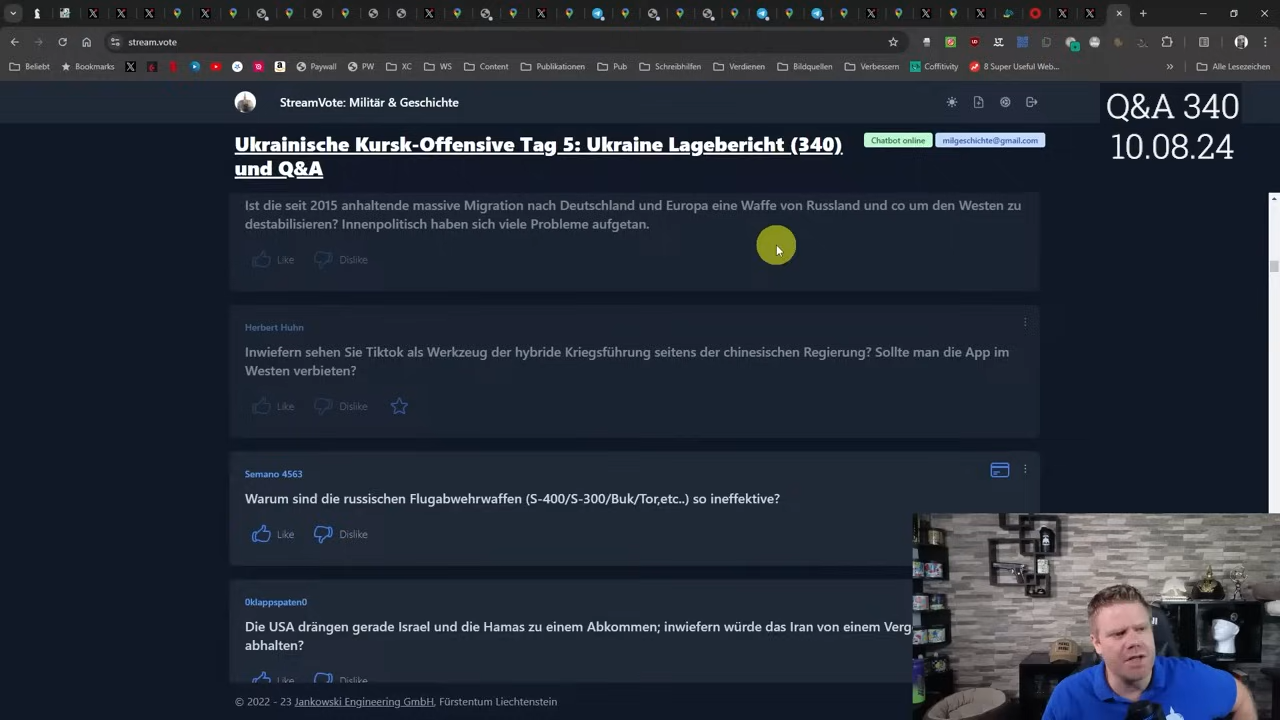 stream.vote
Beliebt
Bookmarks
Paywall
PW
XC
WS
Content
Publikationen
Pub
Schreibhilfen
Verdienen
Bildquellen
Verbessern
Coffitivity
8 Super Useful Web...
»
Alle Lesezeichen
StreamVote: Militär & Geschichte
Q&A 340
10.08.24
Ukrainische Kursk-Offensive Tag 5: Ukraine Lagebericht (340)
und Q&A
Chatbot online
milgeschichte@gmail.com
Ist die seit 2015 anhaltende massive Migration nach Deutschland und Europa eine Waffe von Russland und co um den Westen zu
destabilisieren? Innenpolitisch haben sich viele Probleme aufgetan.
Like
Dislike
Herbert Huhn
Inwiefern sehen Sie Tiktok als Werkzeug der hybride Kriegsführung seitens der chinesischen Regierung? Sollte man die App im
Westen verbieten?
Like
Dislike
Semano 4563
Warum sind die russischen Flugabwehrwaffen (S-400/S-300/Buk/Tor,etc..) so ineffektive?
Like
Dislike
0klappspaten0
Die USA drängen gerade Israel und die Hamas zu einem Abkommen; inwiefern würde das Iran von einem Verg
abhalten?
Like
Dislike
© 2022 - 23 Jankowski Engineering GmbH, Fürstentum Liechtenstein